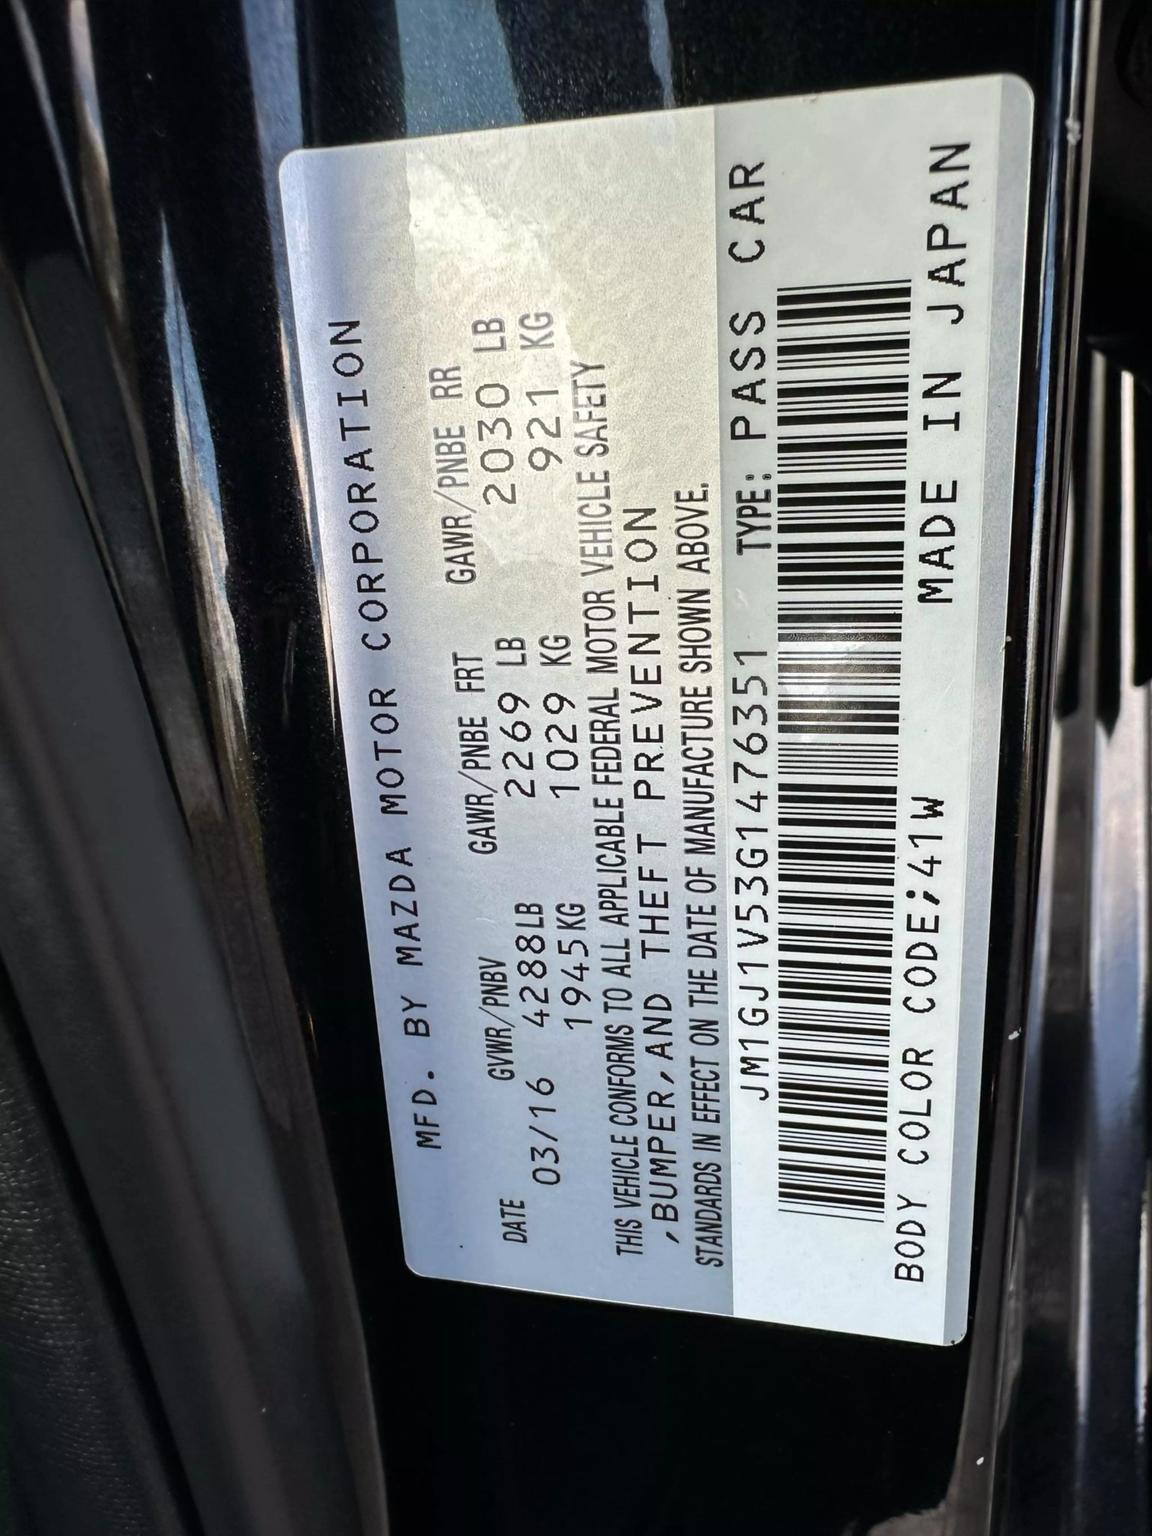 MFD. BY MAZDA MOTOR CORPORATION
DATE GVWR/PNBV GAWR/PNBE FRT GAWR/PNBE RR
03/16 4288LB 2269 LB 2030 LB
1945KG 1029 KG 921 KG
THIS VEHICLE CONFORMS TO ALL APPLICABLE FEDERAL MOTOR VEHICLE SAFETY
,BUMPER,AND THEFT PREVENTION
STANDARDS IN EFFECT ON THE DATE OF MANUFACTURE SHOWN ABOVE.
JM1GJ1V53G1476351 TYPE: PASS CAR
BODY COLOR CODE;41W MADE IN JAPAN